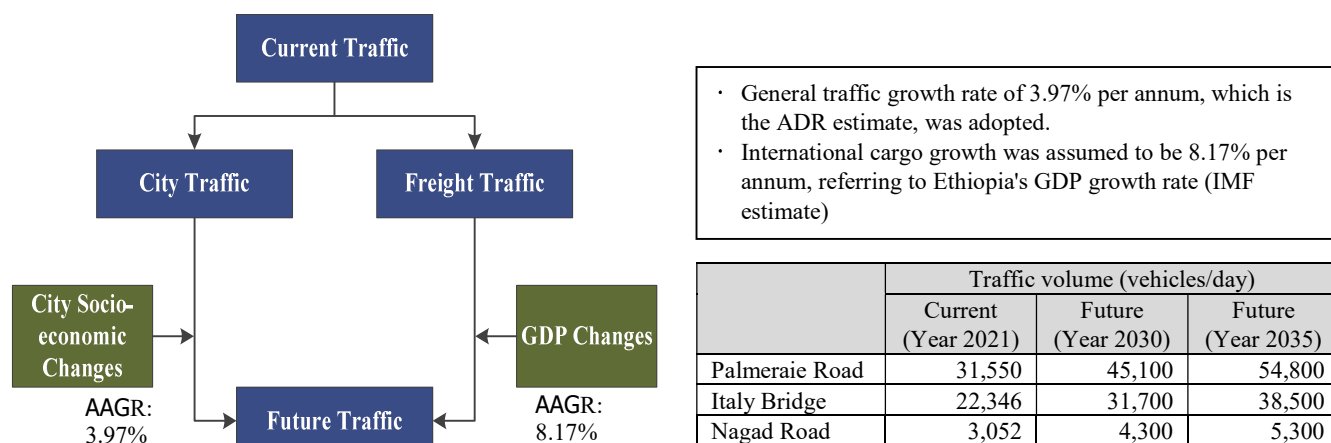 Current Traffic
City Traffic
Freight Traffic
City Socio-
economic
Changes
GDP Changes
AAGR:
3.97%
Future Traffic
AAGR:
8.17%
· General traffic growth rate of 3.97% per annum, which is
the ADR estimate, was adopted.
· International cargo growth was assumed to be 8.17% per
annum, referring to Ethiopia's GDP growth rate (IMF
estimate)
Traffic volume (vehicles/day)
Current Future Future
(Year 2021) (Year 2030) (Year 2035)
Palmeraie Road 31,550 45,100 54,800
Italy Bridge 22,346 31,700 38,500
Nagad Road 3,052 4,300 5,300